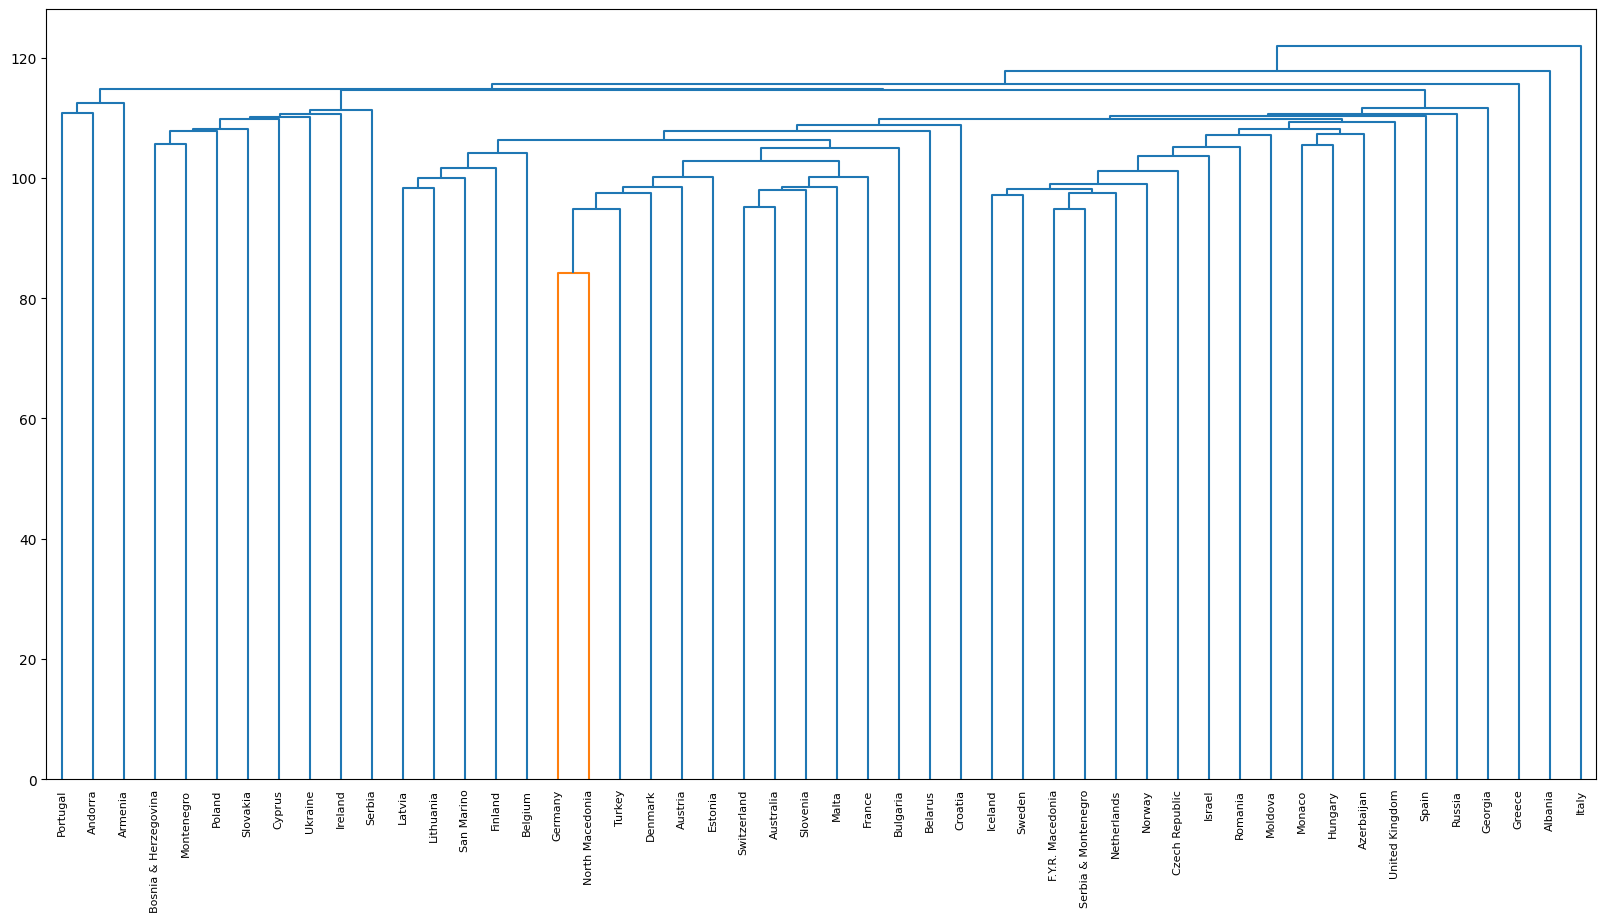 120
100
80
60
40
20
0
Portugal
Andorra
Armenia
Bosnia & Herzegovina
Montenegro
Poland
Slovakia
Cyprus
Ukraine
Ireland
Serbia
Latvia
Lithuania
San Marino
Finland
Belgium
Germany
North Macedonia
Turkey
Denmark
Austria
Estonia
Switzerland
Australia
Slovenia
Malta
France
Bulgaria
Belarus
Croatia
Iceland
Sweden
F.Y.R. Macedonia
Serbia & Montenegro
Netherlands
Norway
Czech Republic
Israel
Romania
Moldova
Monaco
Hungary
Azerbaijan
United Kingdom
Spain
Russia
Georgia
Greece
Albania
Italy